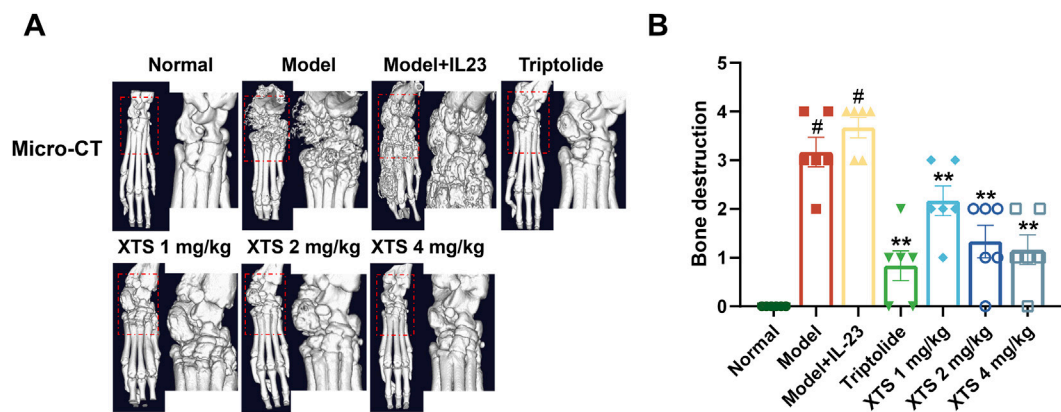 A
Normal
Model
Model+IL23
Triptolide
Micro-CT
XTS 1 mg/kg
XTS 2 mg/kg
XTS 4 mg/kg
B
Bone destruction
5
4
3
2
1
0
#
#
**
**
**
**
Normal
Model
Model+IL-23
Triptolide
XTS 1 mg/kg
XTS 2 mg/kg
XTS 4 mg/kg